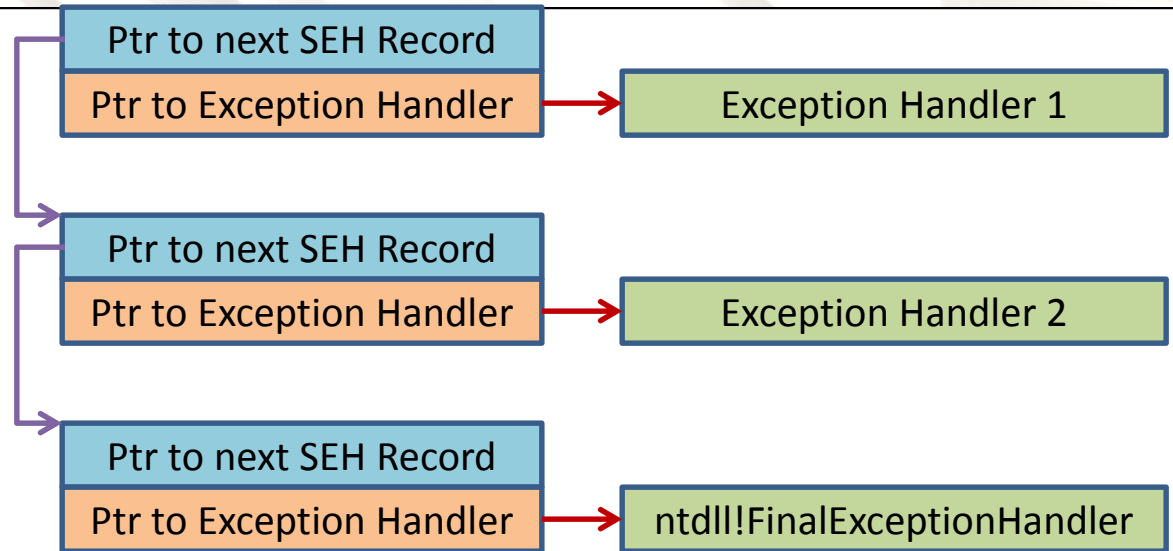 Ptr to next SEH Record
Ptr to Exception Handler
Exception Handler 1
Ptr to next SEH Record
Ptr to Exception Handler
Exception Handler 2
Ptr to next SEH Record
Ptr to Exception Handler
ntdll!FinalExceptionHandler